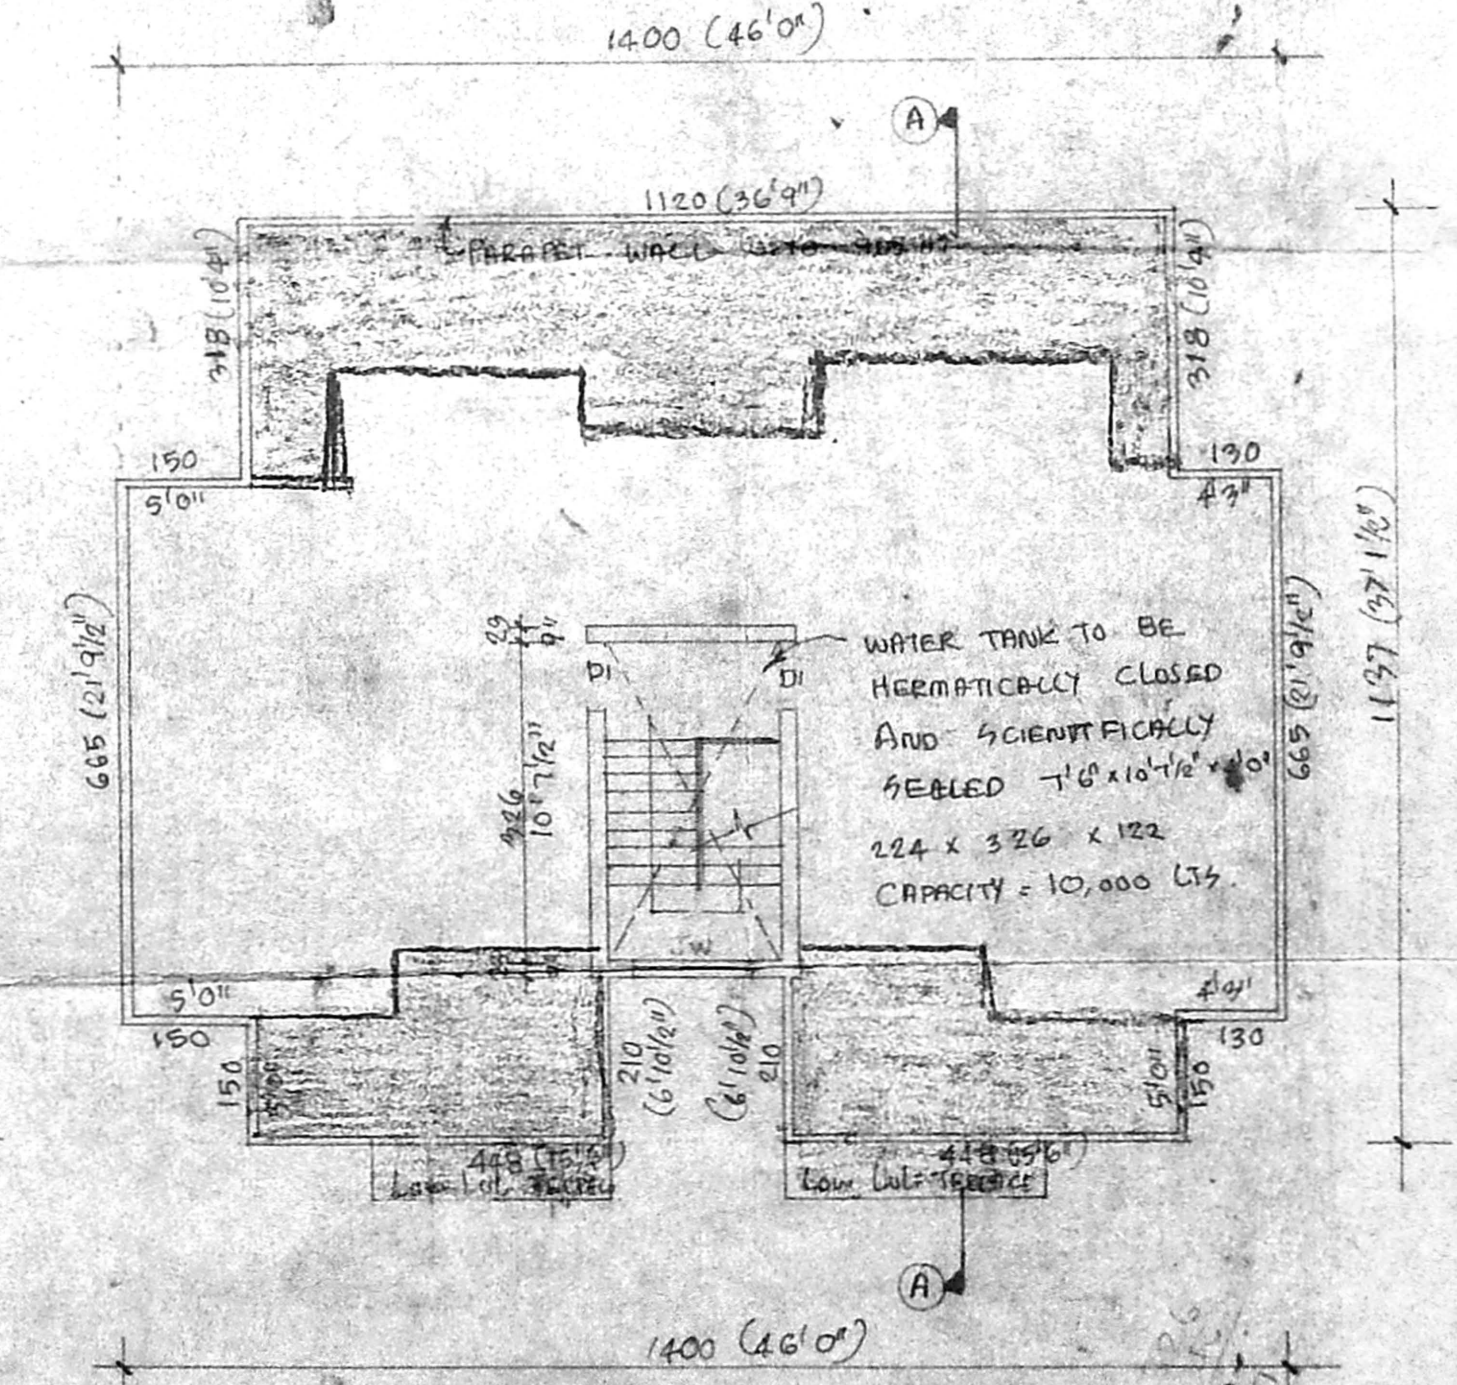 1400 (46'0")
A
1120 (36'9")
PARAPET WALL UPTO
318 (10'4")
318 (10'4")
150
5'0"
130
4'3"
665 (21'9½")
29
9"
D1
D1
WATER TANK TO BE
HERMATICALLY CLOSED
AND SCIENTIFICALLY
SEALED 7'6" x 10'7½" x
224 x 326 x 122
CAPACITY = 10,000 LTS.
326
10'7½"
665 (21'9½")
1137 (37'1½")
5'0"
150
130
150
5'0"
210
(6'10½")
(6'10½")
210
5'0"
150
448 (15'6")
LOW LVL
448 (15'6")
LOW LVL TERRACE
A
1400 (46'0")